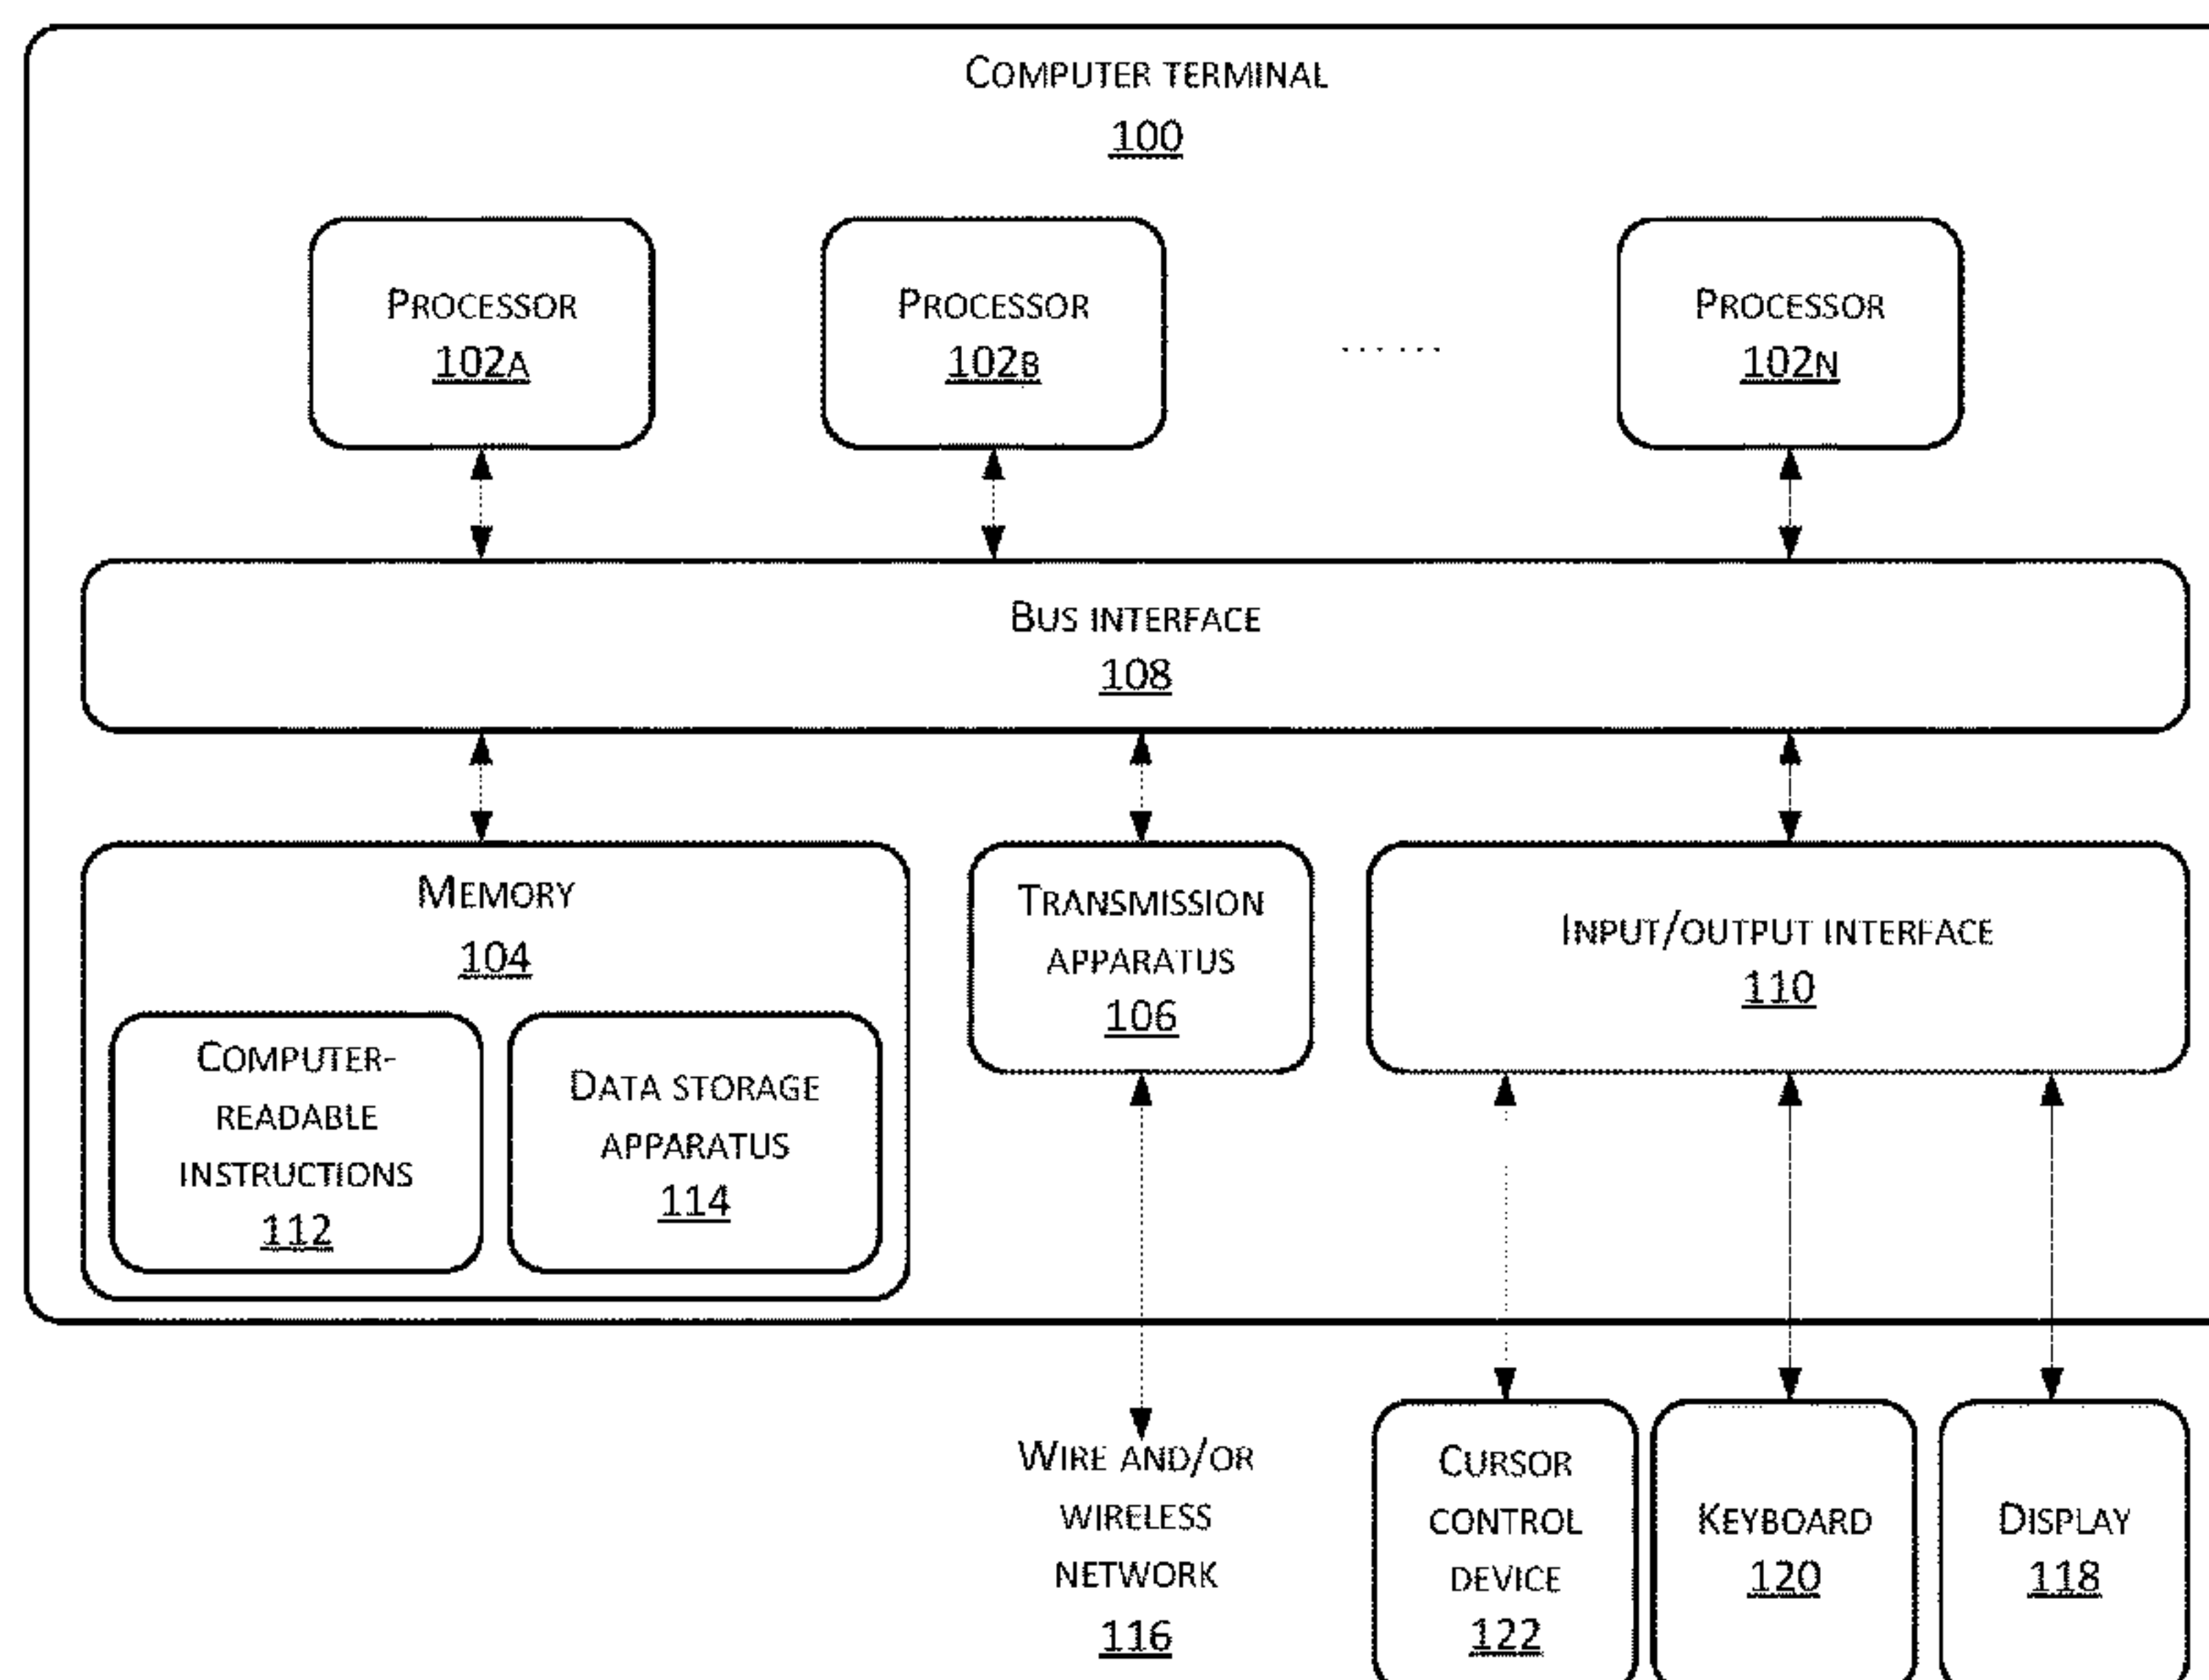 COMPUTER TERMINAL
100
PROCESSOR
102A
PROCESSOR
102B
......
PROCESSOR
102N
BUS INTERFACE
108
MEMORY
104
COMPUTER-
READABLE
INSTRUCTIONS
112
DATA STORAGE
APPARATUS
114
TRANSMISSION
APPARATUS
106
INPUT/OUTPUT INTERFACE
110
WIRE AND/OR
WIRELESS
NETWORK
116
CURSOR
CONTROL
DEVICE
122
KEYBOARD
120
DISPLAY
118